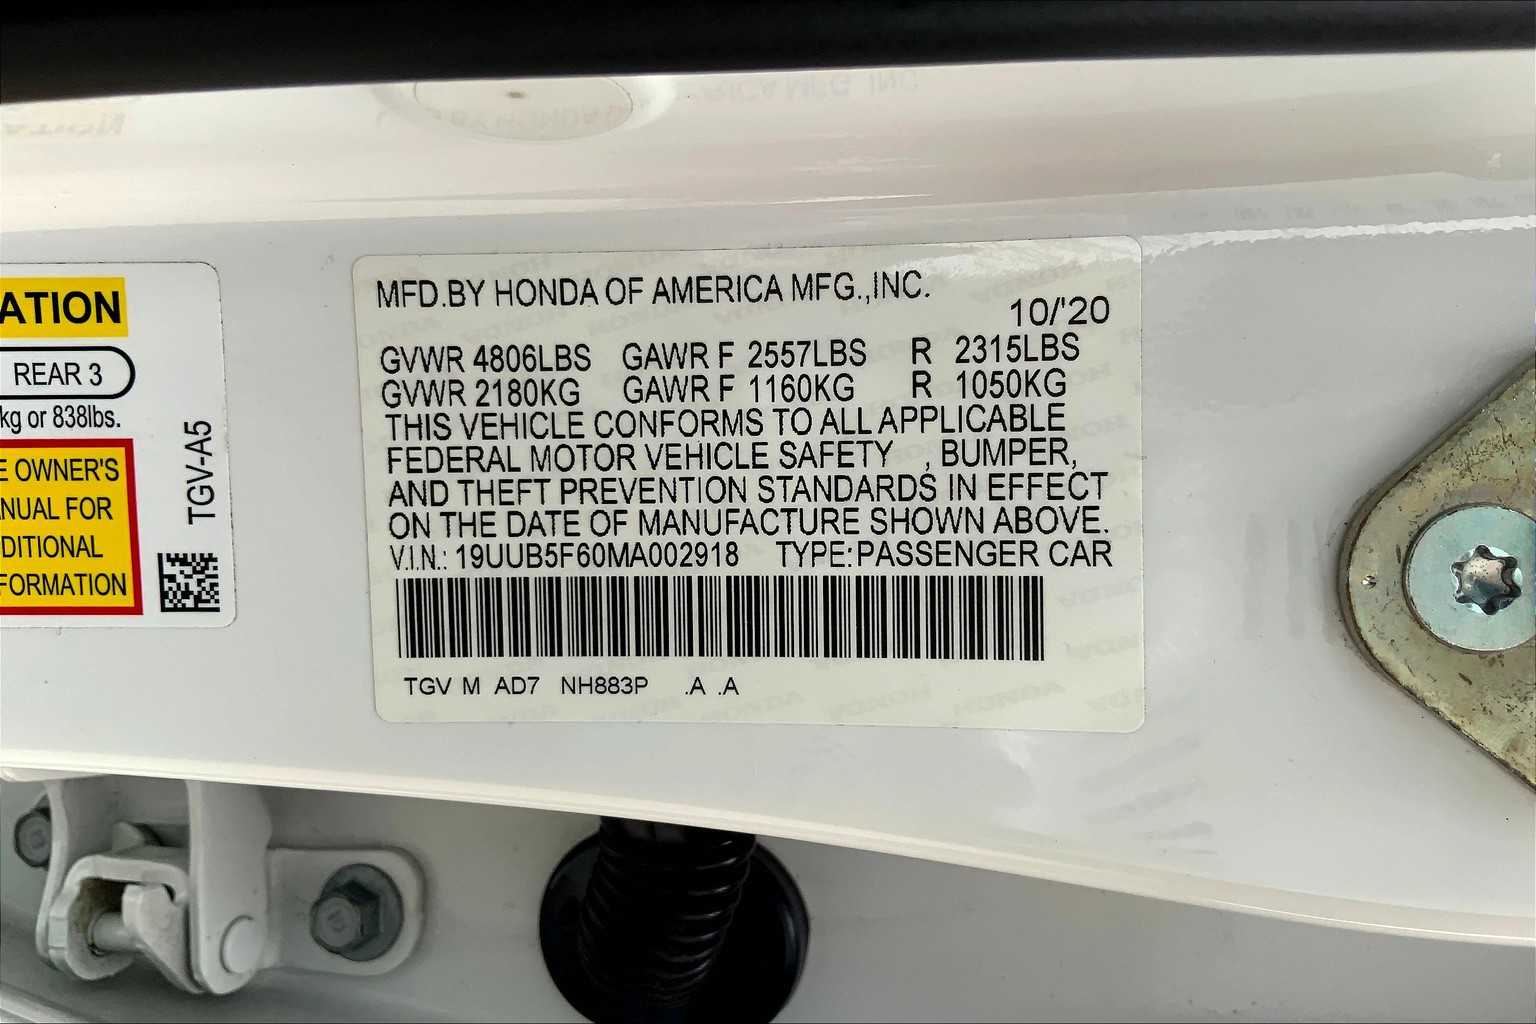 ATION
REAR 3
kg or 838lbs.
E OWNER'S
NUAL FOR
DITIONAL
FORMATION
TGV-A5
MFD.BY HONDA OF AMERICA MFG.,INC.
10/'20
GVWR 4806LBS GAWR F 2557LBS R 2315LBS
GVWR 2180KG GAWR F 1160KG R 1050KG
THIS VEHICLE CONFORMS TO ALL APPLICABLE
FEDERAL MOTOR VEHICLE SAFETY , BUMPER,
AND THEFT PREVENTION STANDARDS IN EFFECT
ON THE DATE OF MANUFACTURE SHOWN ABOVE.
V.I.N.: 19UUB5F60MA002918 TYPE:PASSENGER CAR
TGV M AD7 NH883P .A .A